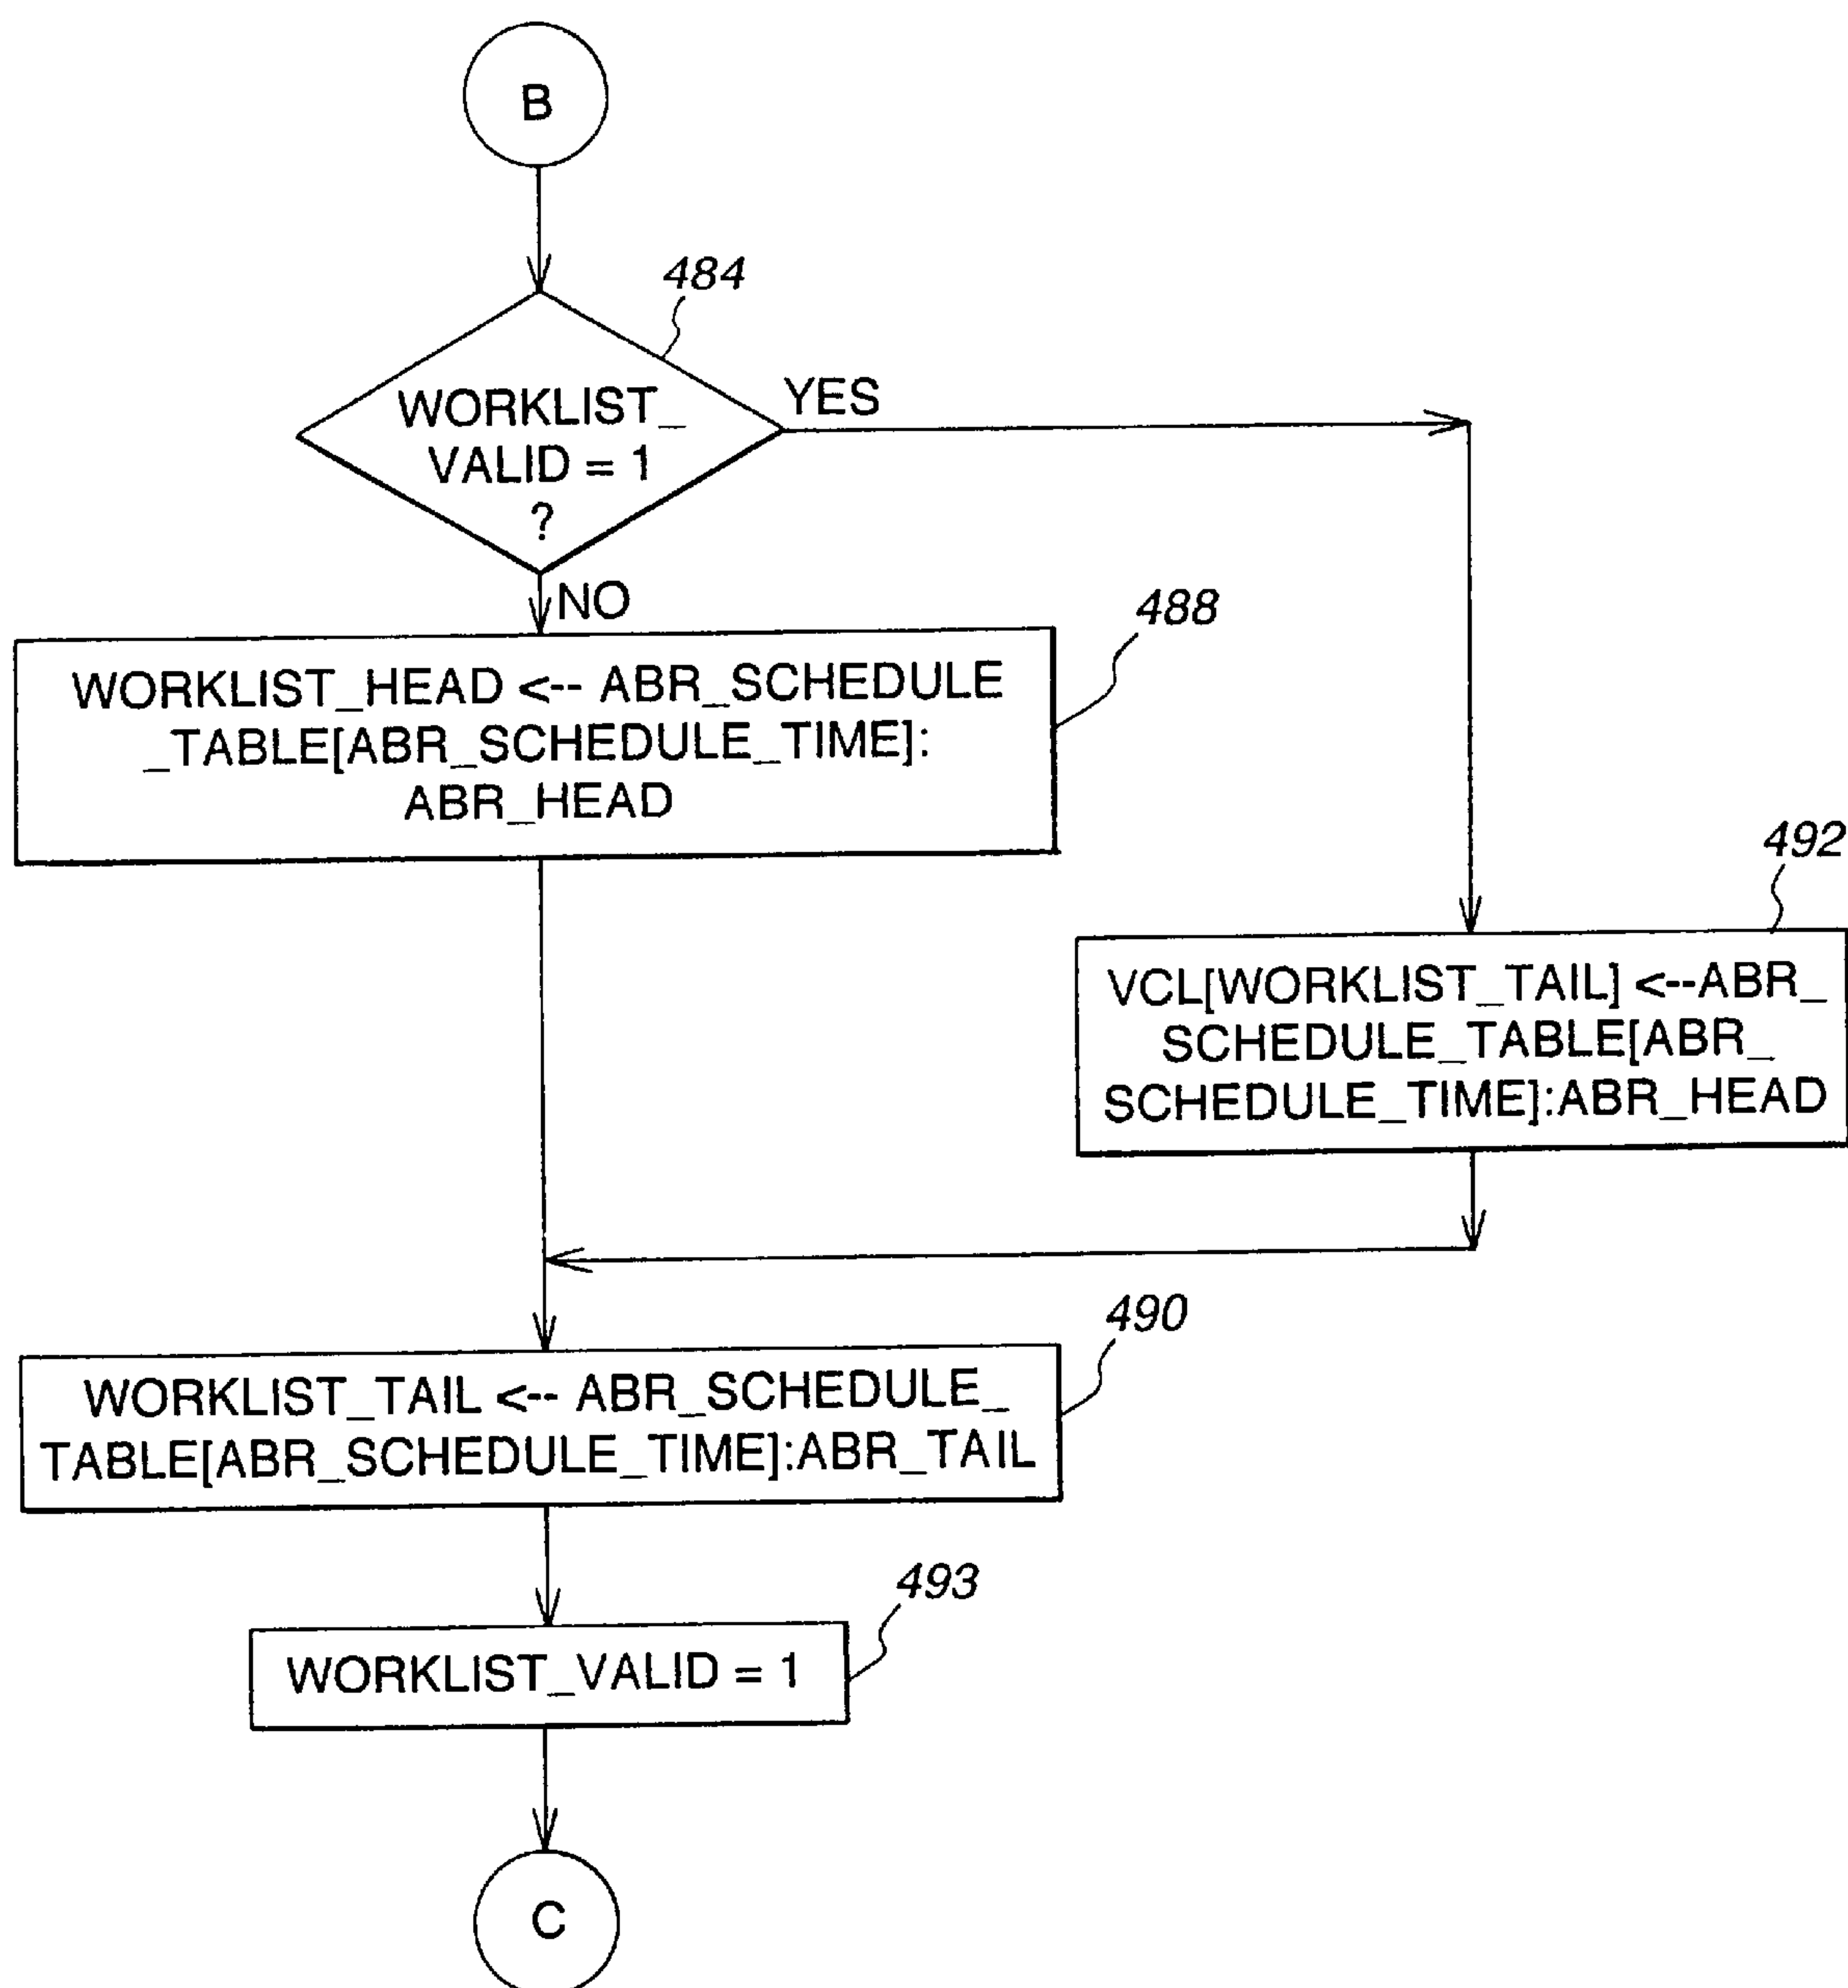 B
484
WORKLIST_
VALID = 1
?
YES
NO
488
WORKLIST_HEAD <-- ABR_SCHEDULE
_TABLE[ABR_SCHEDULE_TIME]:
ABR_HEAD
492
VCL[WORKLIST_TAIL] <--ABR_
SCHEDULE_TABLE[ABR_
SCHEDULE_TIME]:ABR_HEAD
490
WORKLIST_TAIL <-- ABR_SCHEDULE_
TABLE[ABR_SCHEDULE_TIME]:ABR_TAIL
493
WORKLIST_VALID = 1
C